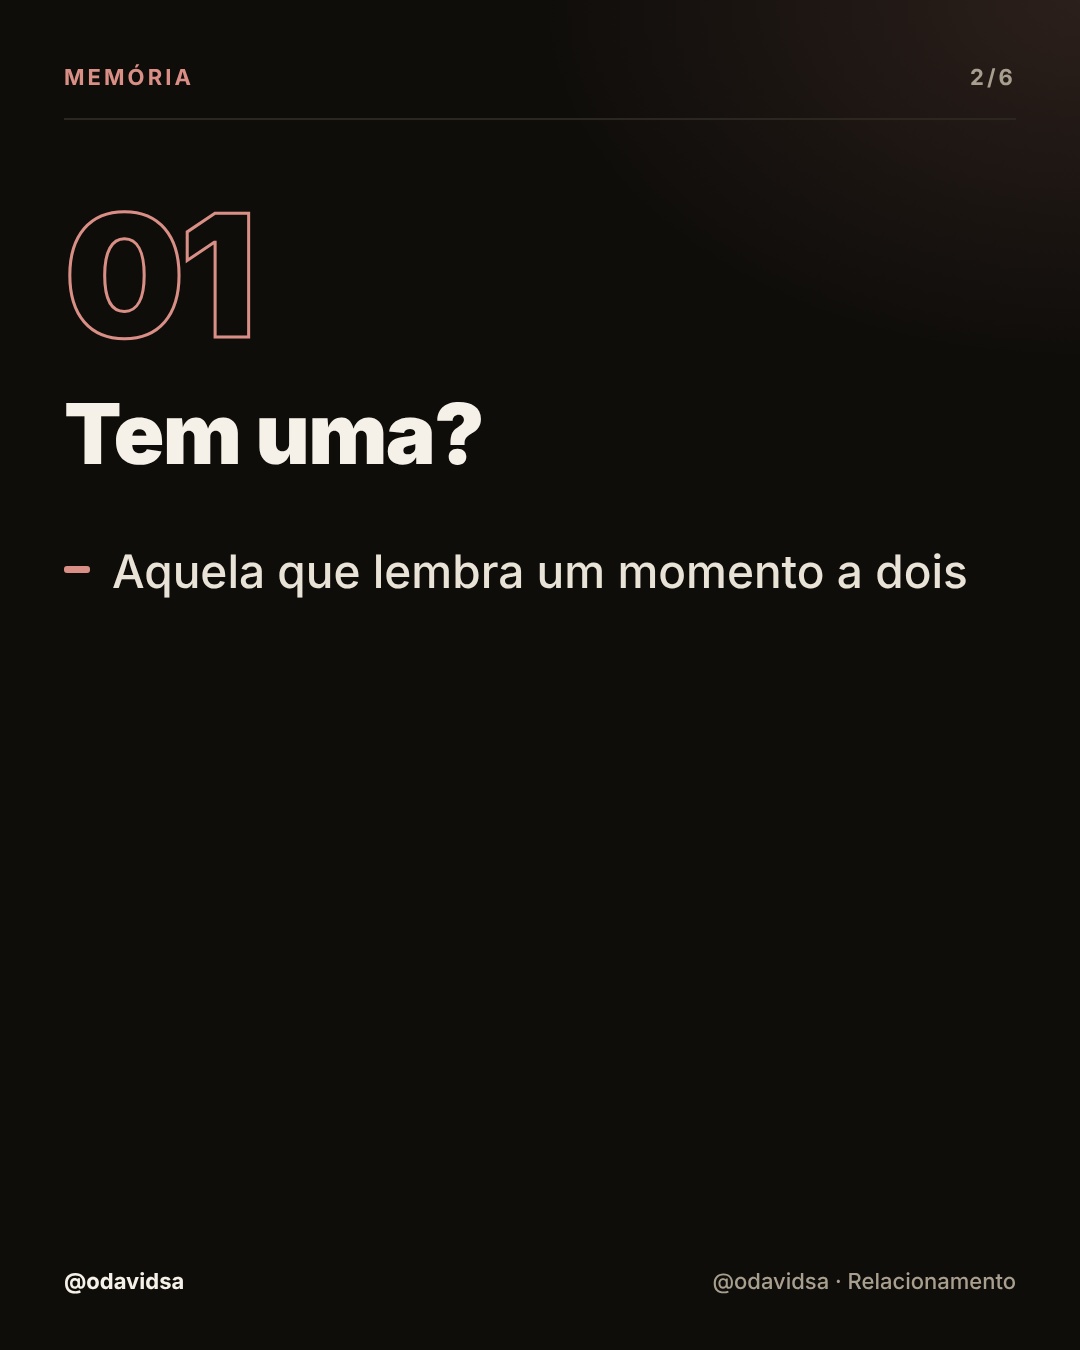 MEMÓRIA
2/6
01
Tem uma?
Aquela que lembra um momento a dois
@odavidsa
@odavidsa · Relacionamento